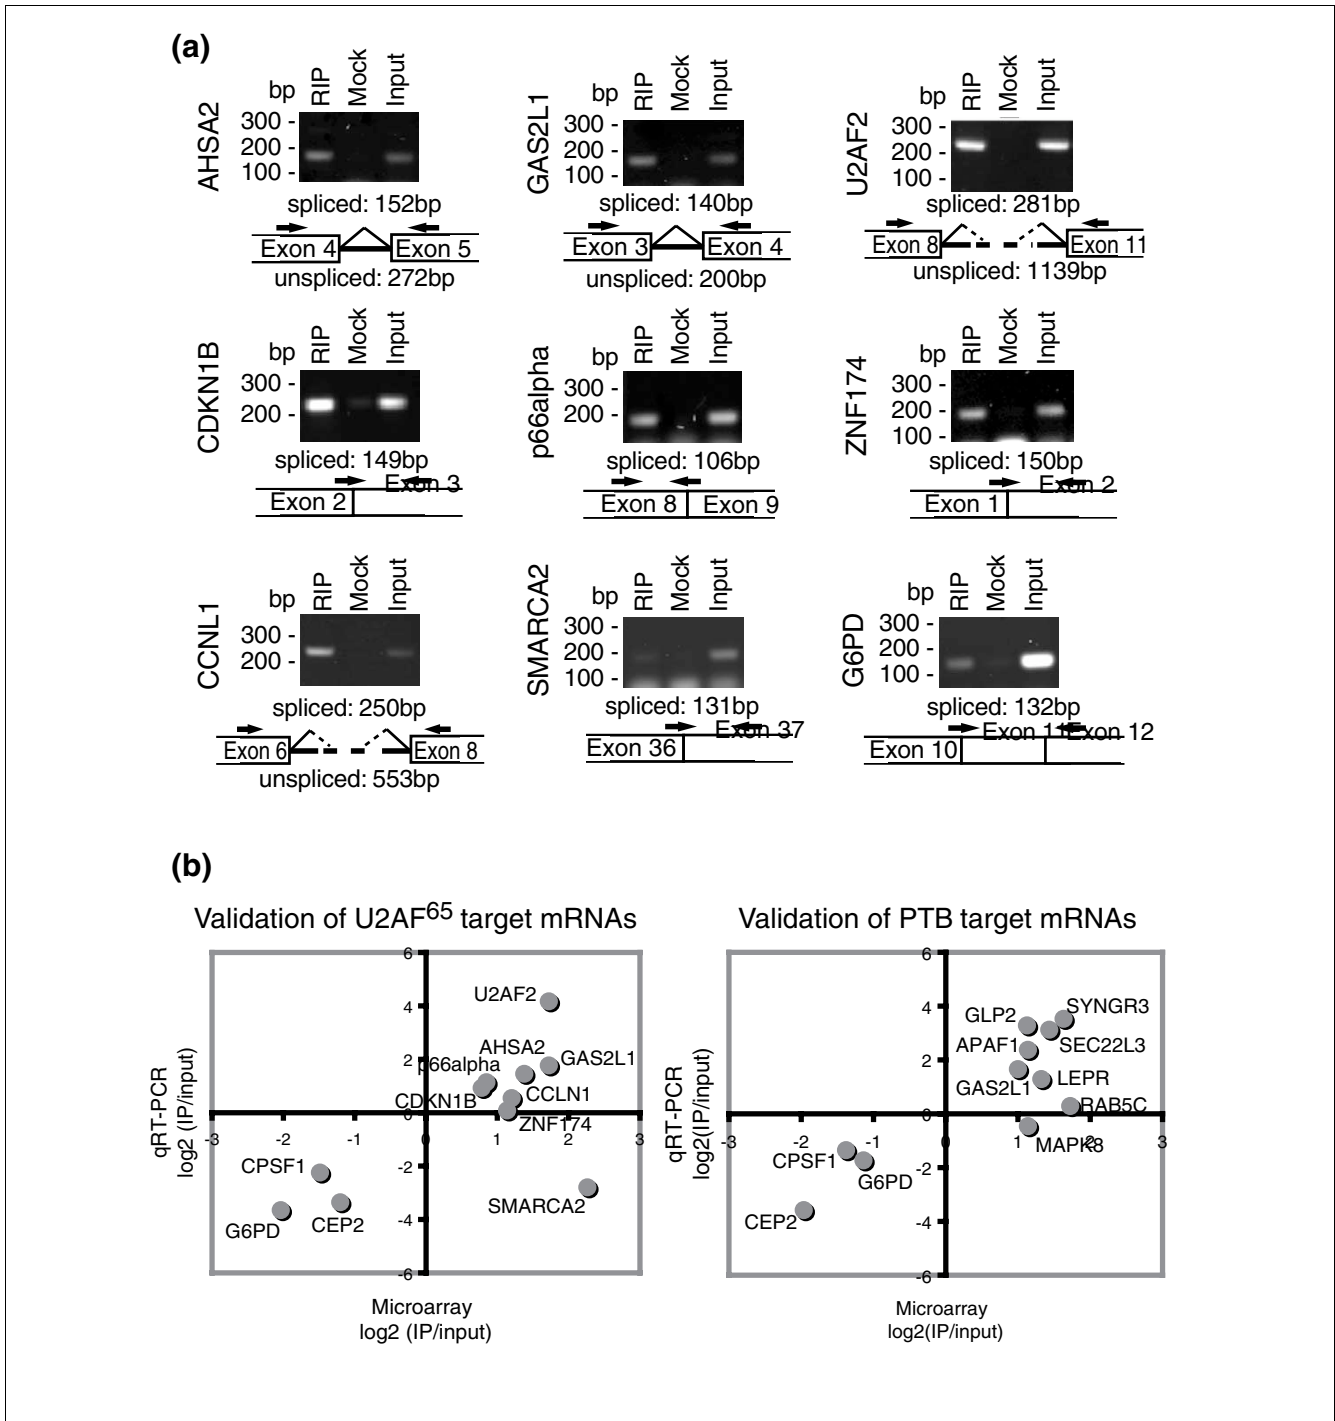 (a)
AHSA2
bp RIP Mock Input
300 -
200 -
100 -
spliced: 152bp
Exon 4 Exon 5
unspliced: 272bp
GAS2L1
bp RIP Mock Input
300 -
200 -
100 -
spliced: 140bp
Exon 3 Exon 4
unspliced: 200bp
U2AF2
bp RIP Mock Input
300 -
200 -
100 -
spliced: 281bp
Exon 8 Exon 11
unspliced: 1139bp
CDKN1B
bp RIP Mock Input
300 -
200 -
spliced: 149bp
Exon 2 Exon 3
p66alpha
bp RIP Mock Input
300 -
200 -
spliced: 106bp
Exon 8 Exon 9
ZNF174
bp RIP Mock Input
300 -
200 -
100 -
spliced: 150bp
Exon 1 Exon 2
CCNL1
bp RIP Mock Input
300 -
200 -
spliced: 250bp
Exon 6 Exon 8
unspliced: 553bp
SMARCA2
bp RIP Mock Input
300 -
200 -
100 -
spliced: 131bp
Exon 36 Exon 37
G6PD
bp RIP Mock Input
300 -
200 -
100 -
spliced: 132bp
Exon 10 Exon 11 Exon 12
(b)
Validation of U2AF65 target mRNAs
qRT-PCR
log2 (IP/input)
6
4
2
0
-2
-4
-6
-3 -2 -1 0 1 2 3
U2AF2
AHSA2
GAS2L1
p66alpha
CDKN1B
CCLN1
ZNF174
CPSF1
SMARCA2
G6PD
CEP2
Microarray
log2 (IP/input)
Validation of PTB target mRNAs
qRT-PCR
log2(IP/input)
6
4
2
0
-2
-4
-6
-3 -2 -1 0 1 2 3
SYNGR3
GLP2
APAF1
SEC22L3
GAS2L1
LEPR
RAB5C
MAPK8
CPSF1
G6PD
CEP2
Microarray
log2(IP/input)